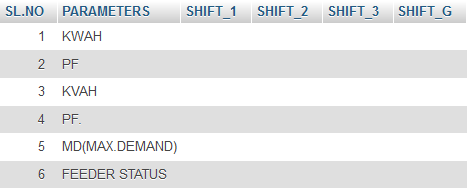 SL.NO PARAMETERS SHIFT_1 SHIFT_2 SHIFT_3 SHIFT_G
1 KWAH
2 PF
3 KVAH
4 PF.
5 MD(MAX.DEMAND)
6 FEEDER STATUS